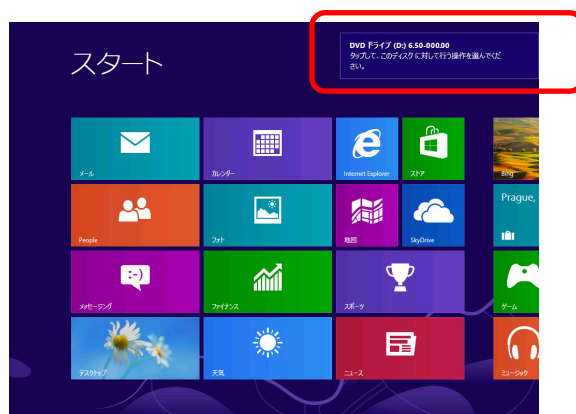 スタート
DVD ドライブ (D:) 6.50-000.00
タップして、このディスク に対して行う操作を選んでくだ
さい。
メール
カレンダー
Internet Explorer
ストア
Bing
People
フォト
地図
SkyDrive
Prague,
メッセージング
ファイナンス
スポーツ
ゲーム
デスクトップ
天気
ニュース
ミュージック